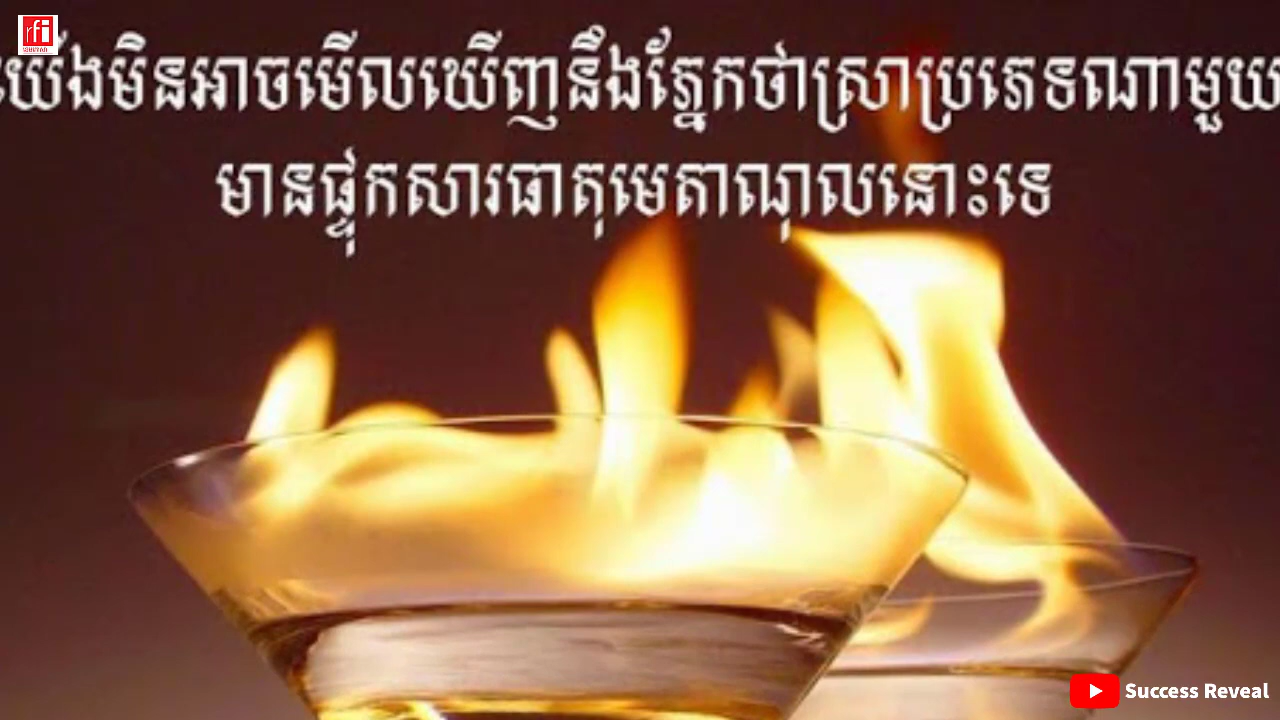 rfi
យើងមិនអាចមើលឃើញនឹងភ្នែកថាស្រាប្រភេទណាមួយ
មានផ្ទុកសារធាតុមេតាណុលនោះទេ
Success Reveal